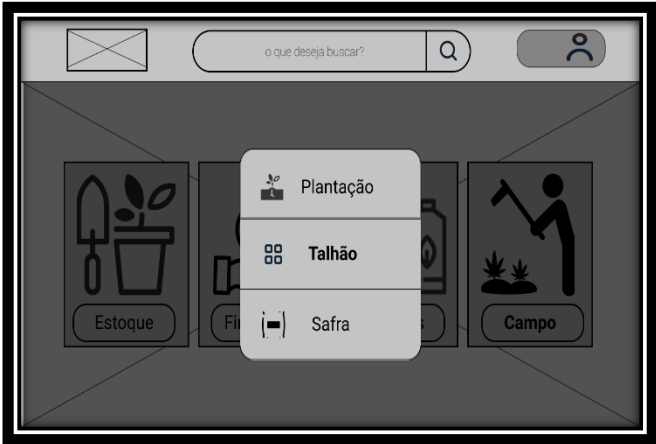 o que deseja buscar?
Plantação
Talhão
Safra
Estoque
Campo